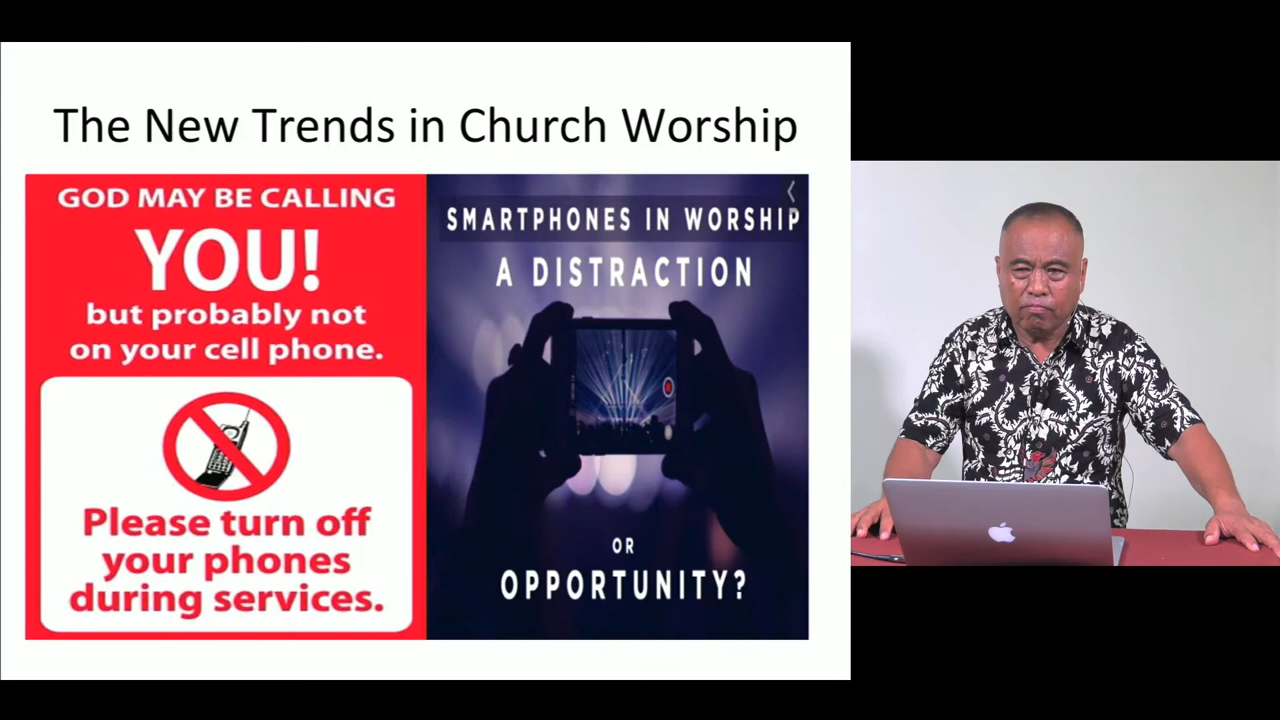 The New Trends in Church Worship
GOD MAY BE CALLING
YOU!
but probably not
on your cell phone.
Please turn off
your phones
during services.
SMARTPHONES IN WORSHIP
A DISTRACTION
OR
OPPORTUNITY?